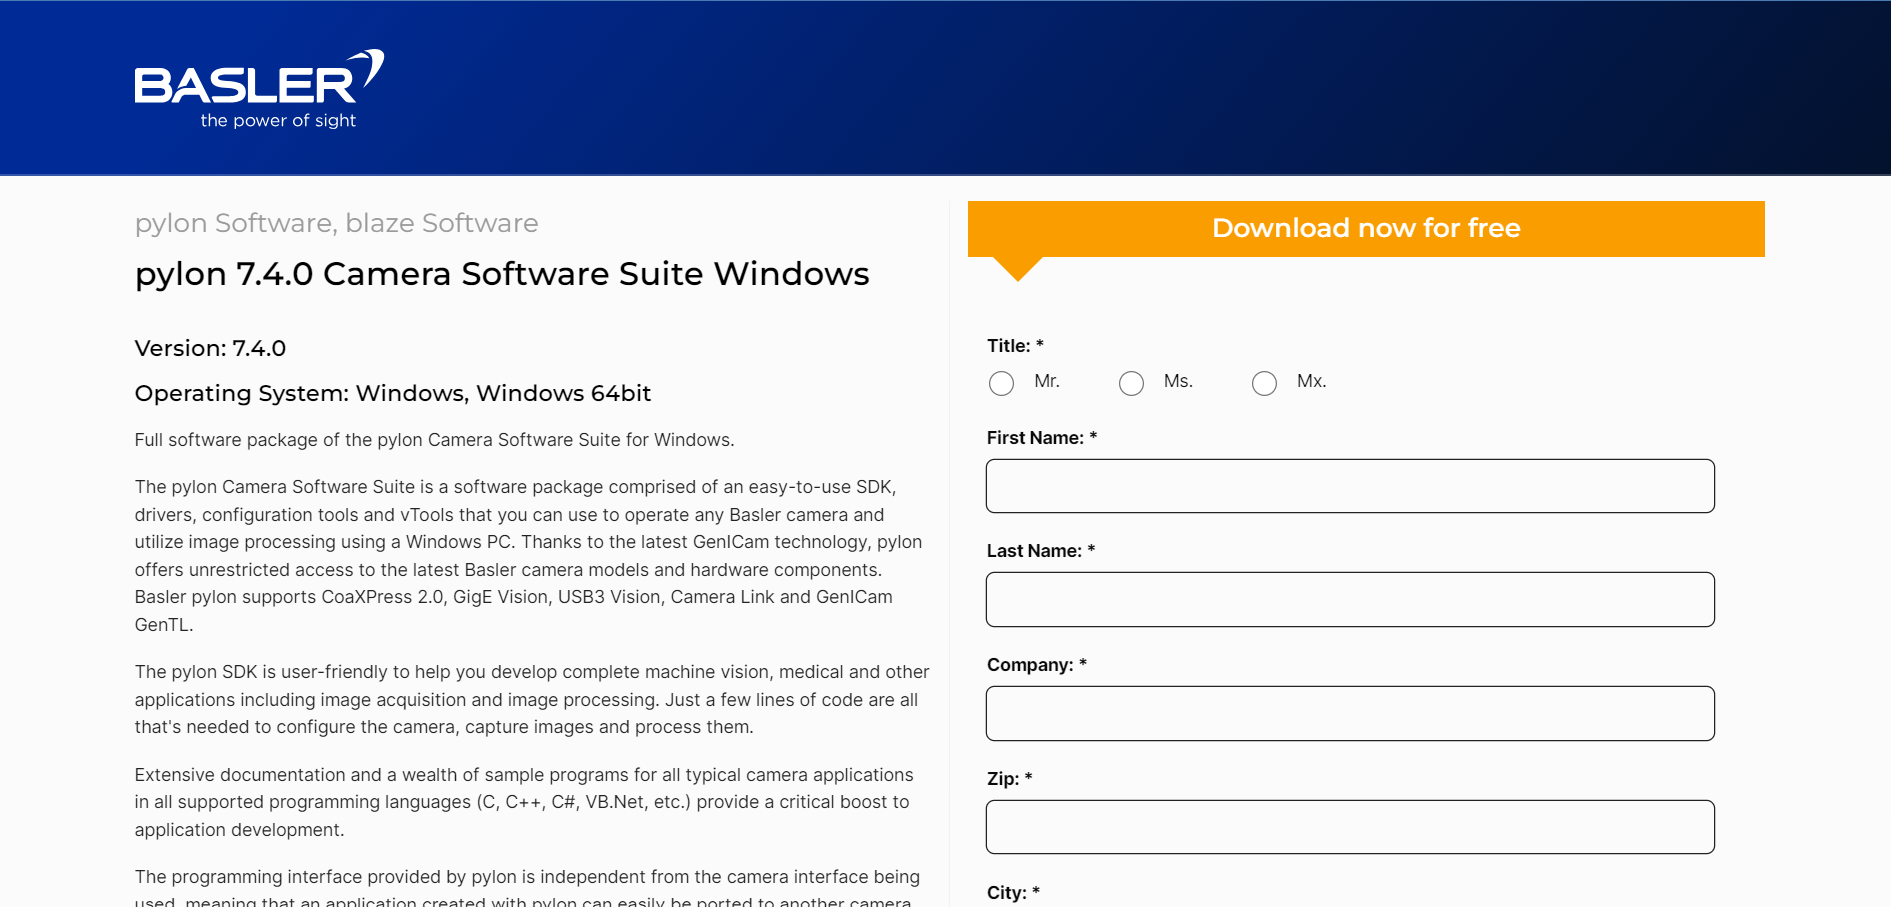 BASLER
the power of sight
pylon Software, blaze Software
pylon 7.4.0 Camera Software Suite Windows
Version: 7.4.0
Operating System: Windows, Windows 64bit
Full software package of the pylon Camera Software Suite for Windows.
The pylon Camera Software Suite is a software package comprised of an easy-to-use SDK,
drivers, configuration tools and vTools that you can use to operate any Basler camera and
utilize image processing using a Windows PC. Thanks to the latest GenICam technology, pylon
offers unrestricted access to the latest Basler camera models and hardware components.
Basler pylon supports CoaXPress 2.0, GigE Vision, USB3 Vision, Camera Link and GenICam
GenTL.
The pylon SDK is user-friendly to help you develop complete machine vision, medical and other
applications including image acquisition and image processing. Just a few lines of code are all
that's needed to configure the camera, capture images and process them.
Extensive documentation and a wealth of sample programs for all typical camera applications
in all supported programming languages (C, C++, C#, VB.Net, etc.) provide a critical boost to
application development.
The programming interface provided by pylon is independent from the camera interface being
used, meaning that an application created with pylon can easily be ported to another camera
Download now for free
Title: *
Mr. Ms. Mx.
First Name: *
Last Name: *
Company: *
Zip: *
City: *